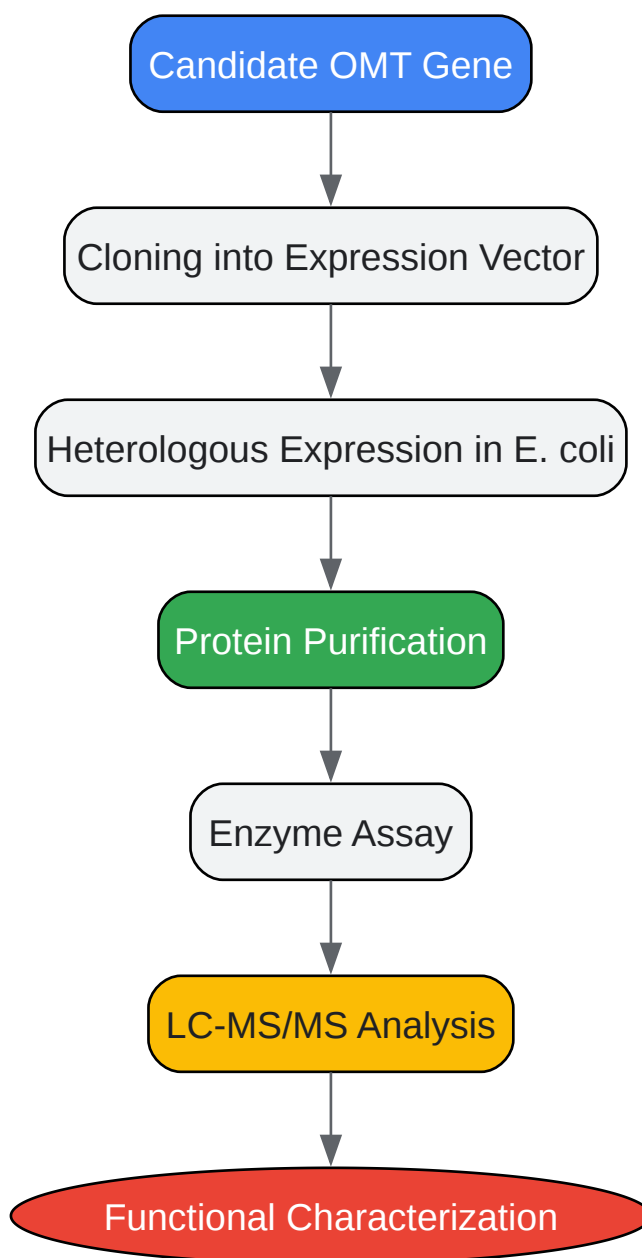 Candidate OMT Gene
Cloning into Expression Vector
Heterologous Expression in E. coli
Protein Purification
Enzyme Assay
LC-MS/MS Analysis
Functional Characterization